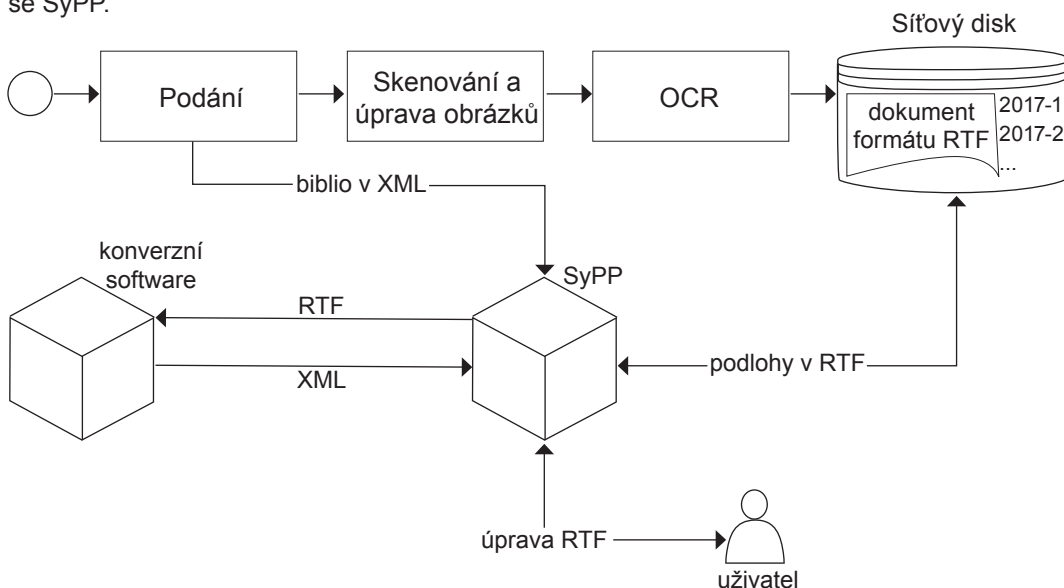 se SyPP.
Síťový disk
Podání
Skenování a
úprava obrázků
OCR
dokument
formátu RTF
2017-1
2017-2
...
biblio v XML
konverzní
software
SyPP
RTF
XML
podlohy v RTF
úprava RTF
uživatel